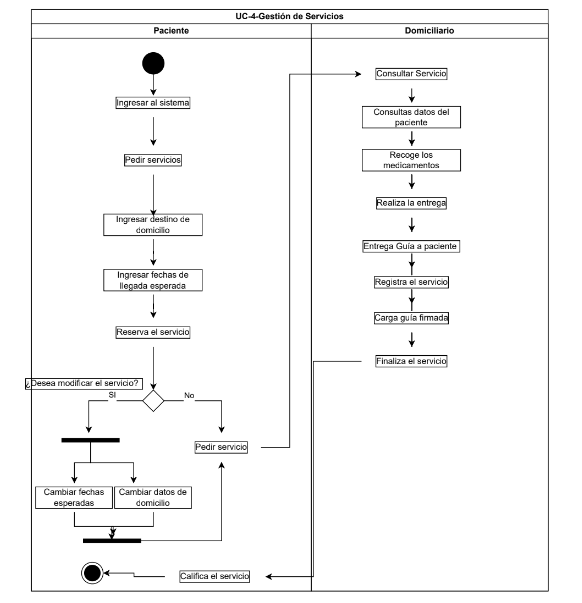 UC-4-Gestión de Servicios
Paciente
Domiciliario
Ingresar al sistema
Pedir servicios
Ingresar destino de
domicilio
Ingresar fechas de
llegada esperada
Reserva el servicio
¿Desea modificar el servicio?
SI
No
Pedir servicio
Cambiar fechas
esperadas
Cambiar datos de
domicilio
Califica el servicio
Consultar Servicio
Consultas datos del
paciente
Recoge los
medicamentos
Realiza la entrega
Entrega Guía a paciente
Registra el servicio
Carga guía firmada
Finaliza el servicio